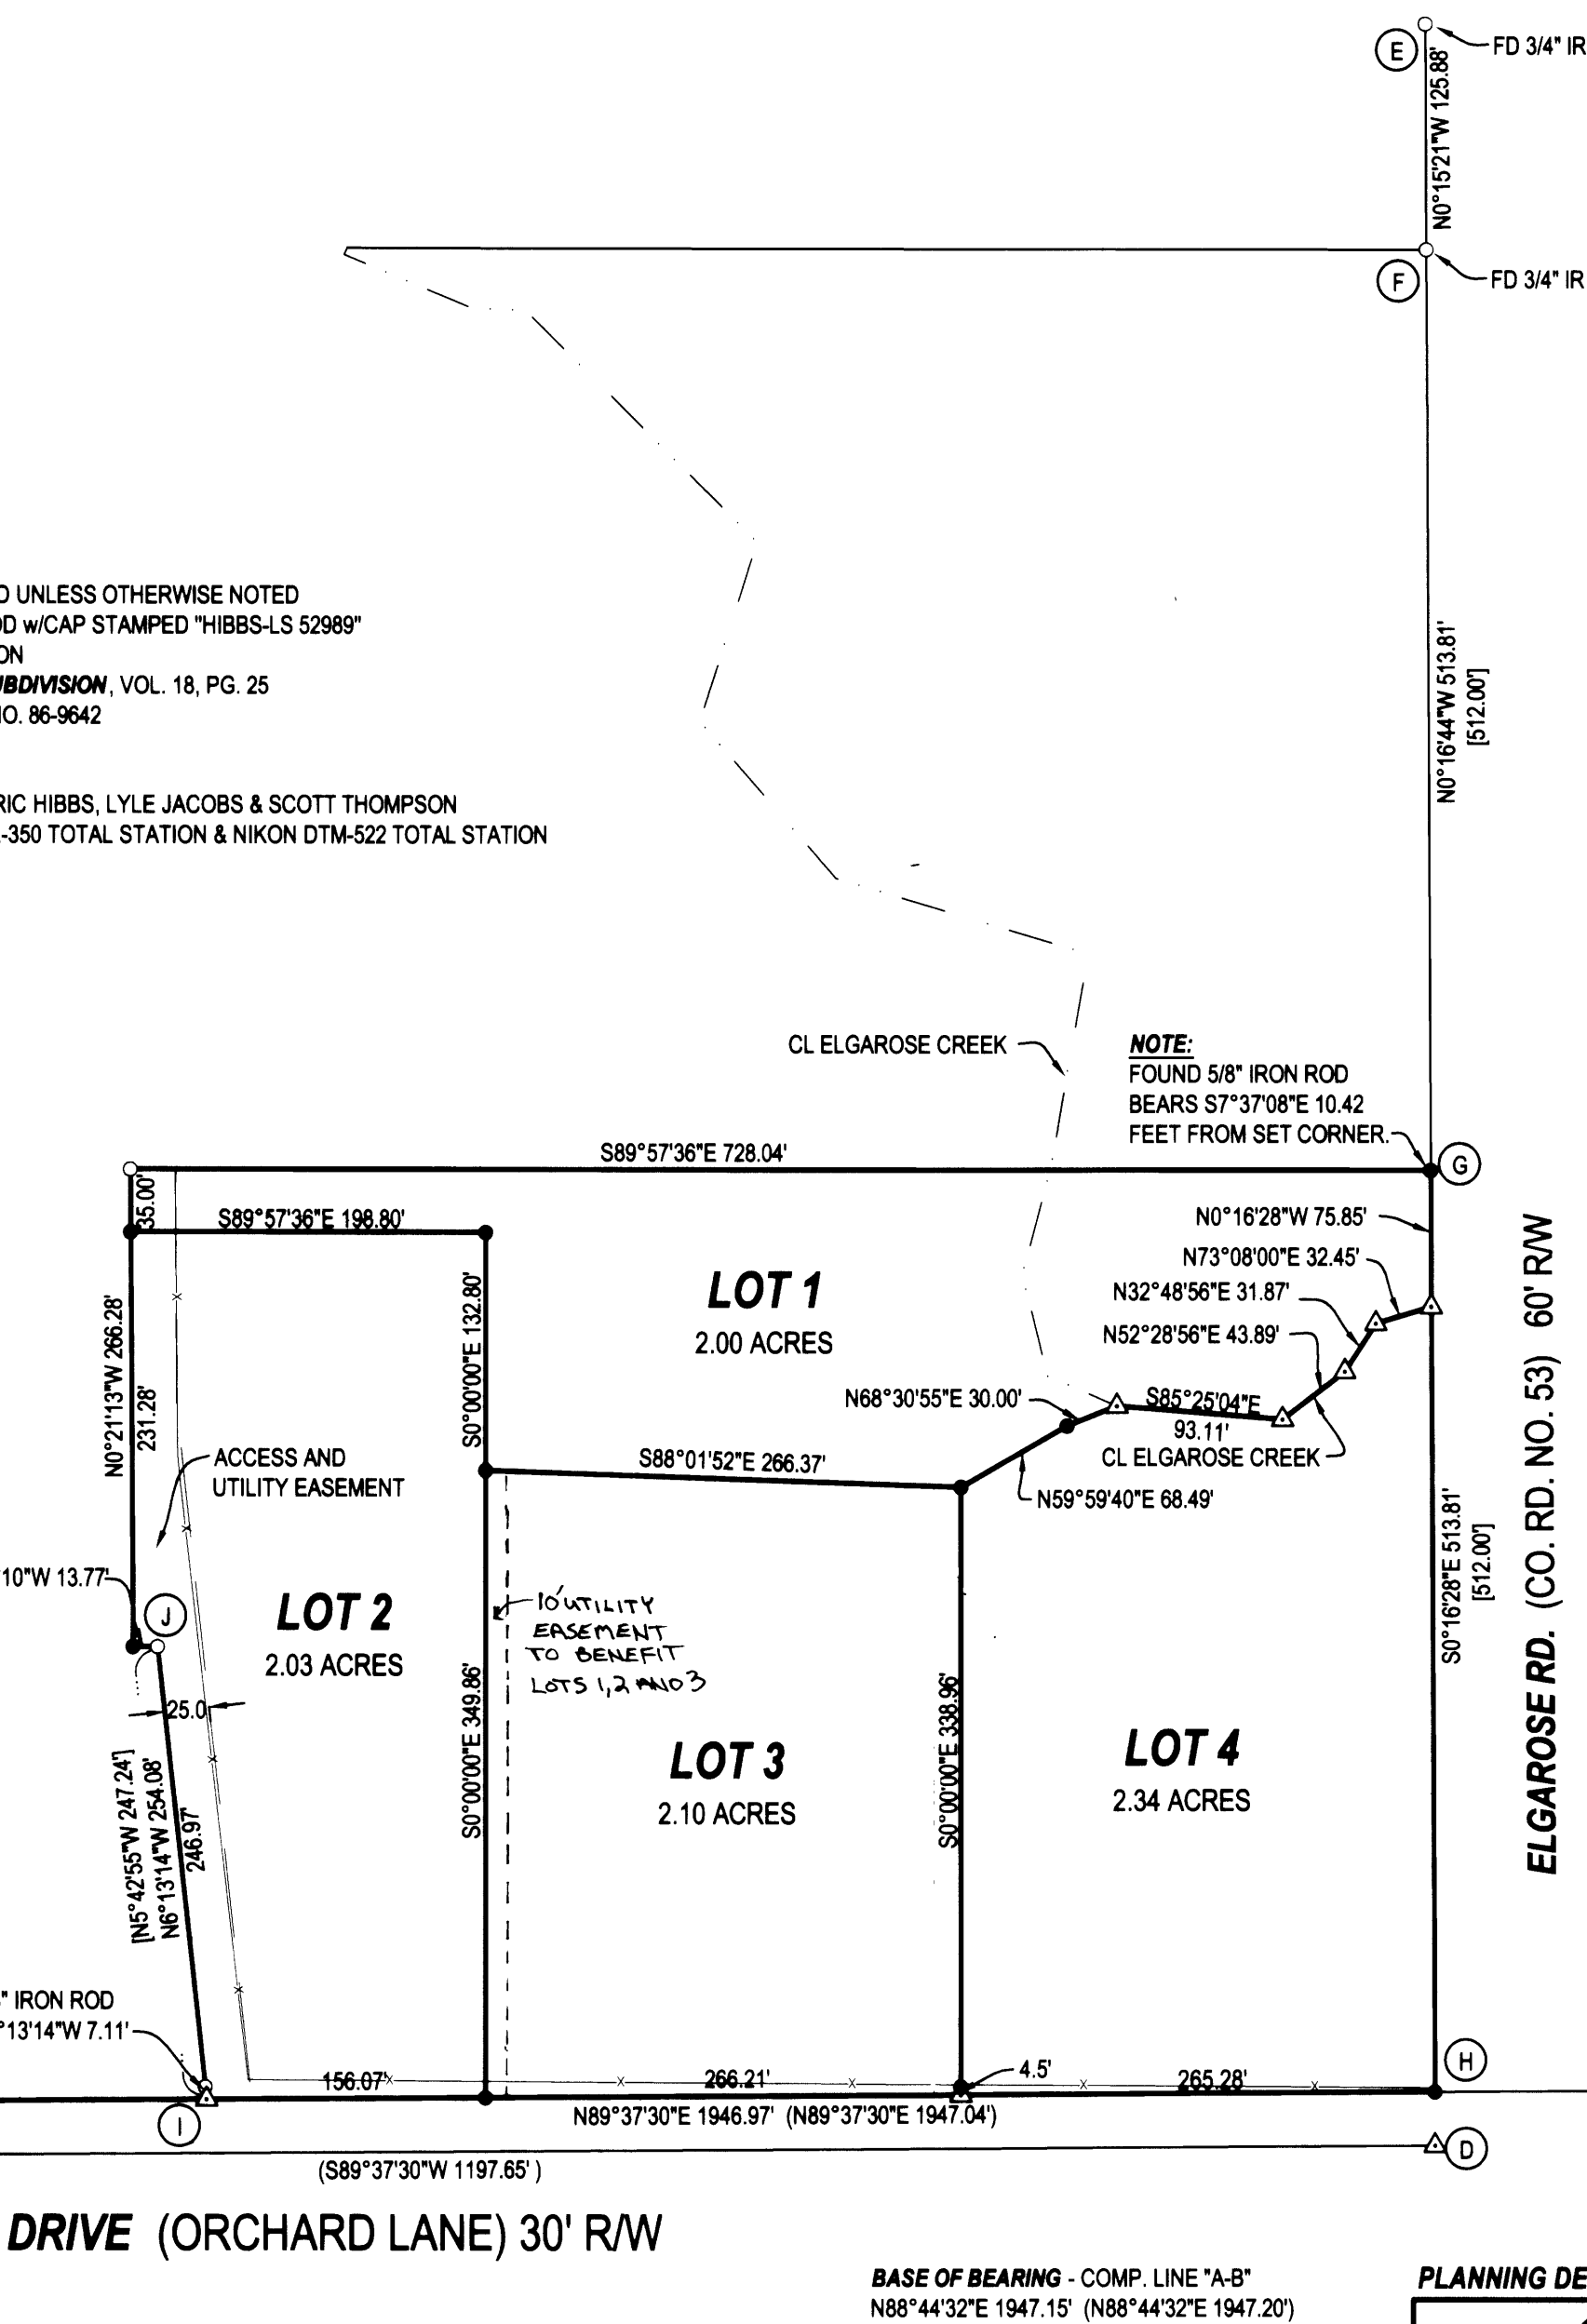 E
FD 3/4" IR
N0°15'21"W 125.88'
F
FD 3/4" IR
UNLESS OTHERWISE NOTED
w/CAP STAMPED "HIBBS-LS 52989"
, VOL. 18, PG. 25
86-9642
HIBBS, LYLE JACOBS & SCOTT THOMPSON
-350 TOTAL STATION & NIKON DTM-522 TOTAL STATION
N0°16'44"W 513.81'
[512.00']
CL ELGAROSE CREEK
NOTE:
FOUND 5/8" IRON ROD
BEARS S7°37'08"E 10.42
FEET FROM SET CORNER.
G
S89°57'36"E 728.04'
35.00'
S89°57'36"E 198.80'
N0°16'28"W 75.85'
N73°08'00"E 32.45'
N32°48'56"E 31.87'
N52°28'56"E 43.89'
LOT 1
2.00 ACRES
N0°21'13"W 266.28'
231.28'
S0°00'00"E 132.80'
N68°30'55"E 30.00'
S85°25'04"E
93.11'
CL ELGAROSE CREEK
S88°01'52"E 266.37'
N59°59'40"E 68.49'
ACCESS AND
UTILITY EASEMENT
10"W 13.77'
J
LOT 2
2.03 ACRES
10' UTILITY
EASEMENT
TO BENEFIT
LOTS 1,2 AND 3
25.0
S0°00'00"E 349.86'
LOT 3
2.10 ACRES
S0°00'00"E 338.96'
LOT 4
2.34 ACRES
S0°16'28"E 513.81'
[512.00']
ELGAROSE RD. (CO. RD. NO. 53) 60' R/W
[N5°42'55"W 247.24']
N6°13'14"W 254.08'
246.97'
" IRON ROD
°13'14"W 7.11'
I
156.07'
266.21'
4.5'
265.28'
H
N89°37'30"E 1946.97' (N89°37'30"E 1947.04')
D
(S89°37'30"W 1197.65' )
DRIVE (ORCHARD LANE) 30' R/W
BASE OF BEARING - COMP. LINE "A-B"
N88°44'32"E 1947.15' (N88°44'32"E 1947.20')
PLANNING DE